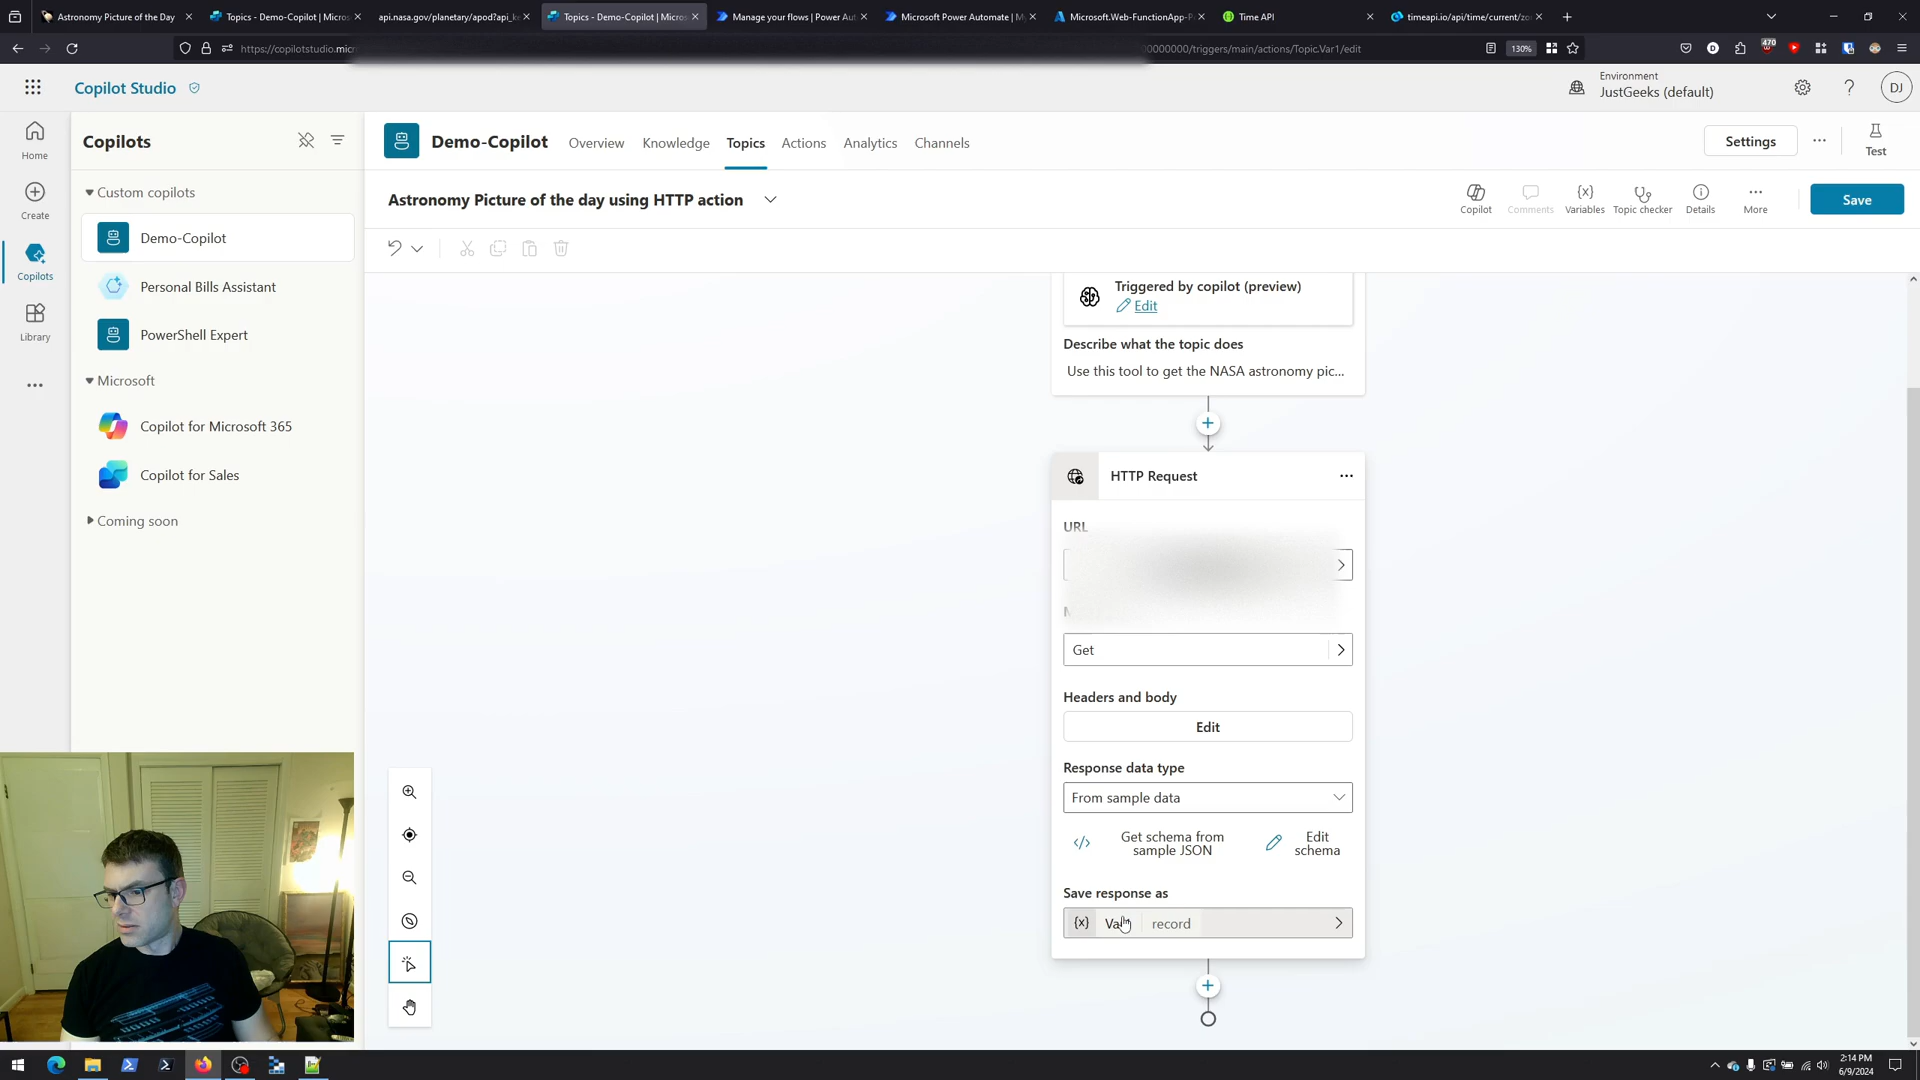 Astronomy Picture of the Day
Topics - Demo-Copilot | Micros
api.nasa.gov/planetary/apod?api_k
Topics - Demo-Copilot | Micros
Manage your flows | Power Aut
Microsoft Power Automate | M
Microsoft.Web-FunctionApp-P
Time API
timeapi.io/api/time/current/zo
https://copilotstudio.micr
00000000/triggers/main/actions/Topic.Var1/edit
130%
470
Copilot Studio
Environment
JustGeeks (default)
DJ
Home
Create
Copilots
Library
Copilots
Custom copilots
Demo-Copilot
Personal Bills Assistant
PowerShell Expert
Microsoft
Copilot for Microsoft 365
Copilot for Sales
Coming soon
Demo-Copilot
Overview
Knowledge
Topics
Actions
Analytics
Channels
Settings
Test
Astronomy Picture of the day using HTTP action
Copilot
Comments
Variables
Topic checker
Details
More
Save
Triggered by copilot (preview)
Edit
Describe what the topic does
Use this tool to get the NASA astronomy pic...
HTTP Request
URL
Get
Headers and body
Edit
Response data type
From sample data
Get schema from
sample JSON
Edit
schema
Save response as
{x}
record
2:14 PM
6/9/2024